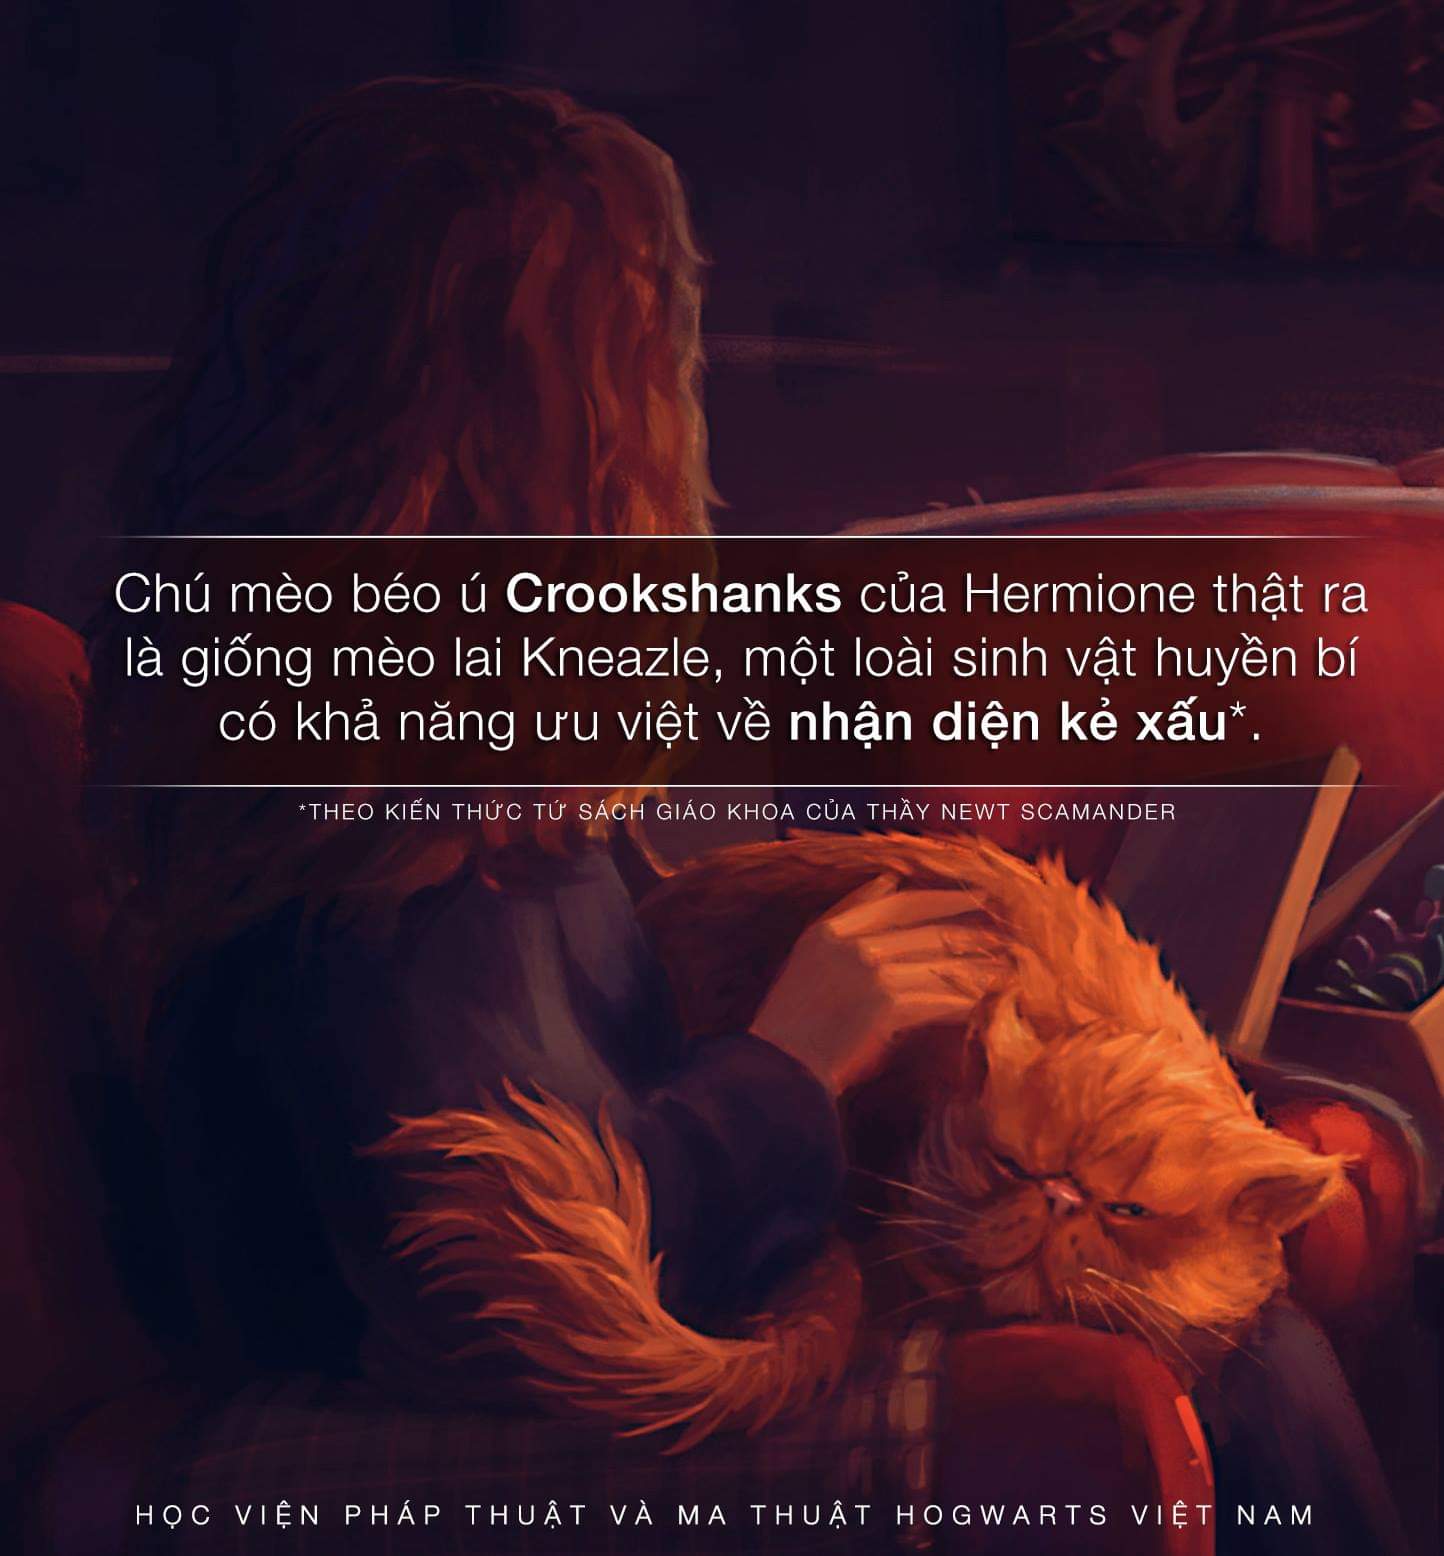 Chú mèo béo ú Crookshanks của Hermione thật ra
là giống mèo lai Kneazle, một loài sinh vật huyền bí
có khả năng ưu việt về nhận diện kẻ xấu*.
*THEO KIẾN THỨC TỨ SÁCH GIÁO KHOA CỦA THẦY NEWT SCAMANDER
HỌC VIỆN PHÁP THUẬT VÀ MA THUẬT HOGWARTS VIỆT NAM